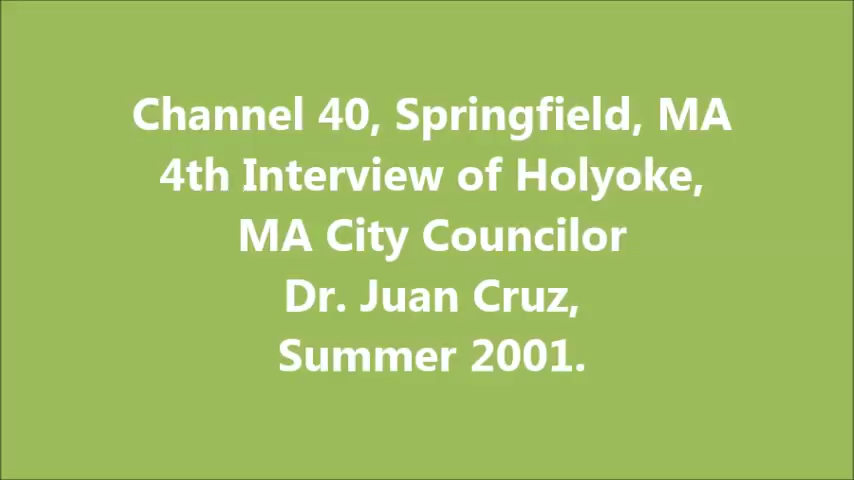 Channel 40, Springfield, MA
4th Interview of Holyoke,
MA City Councilor
Dr. Juan Cruz,
Summer 2001.